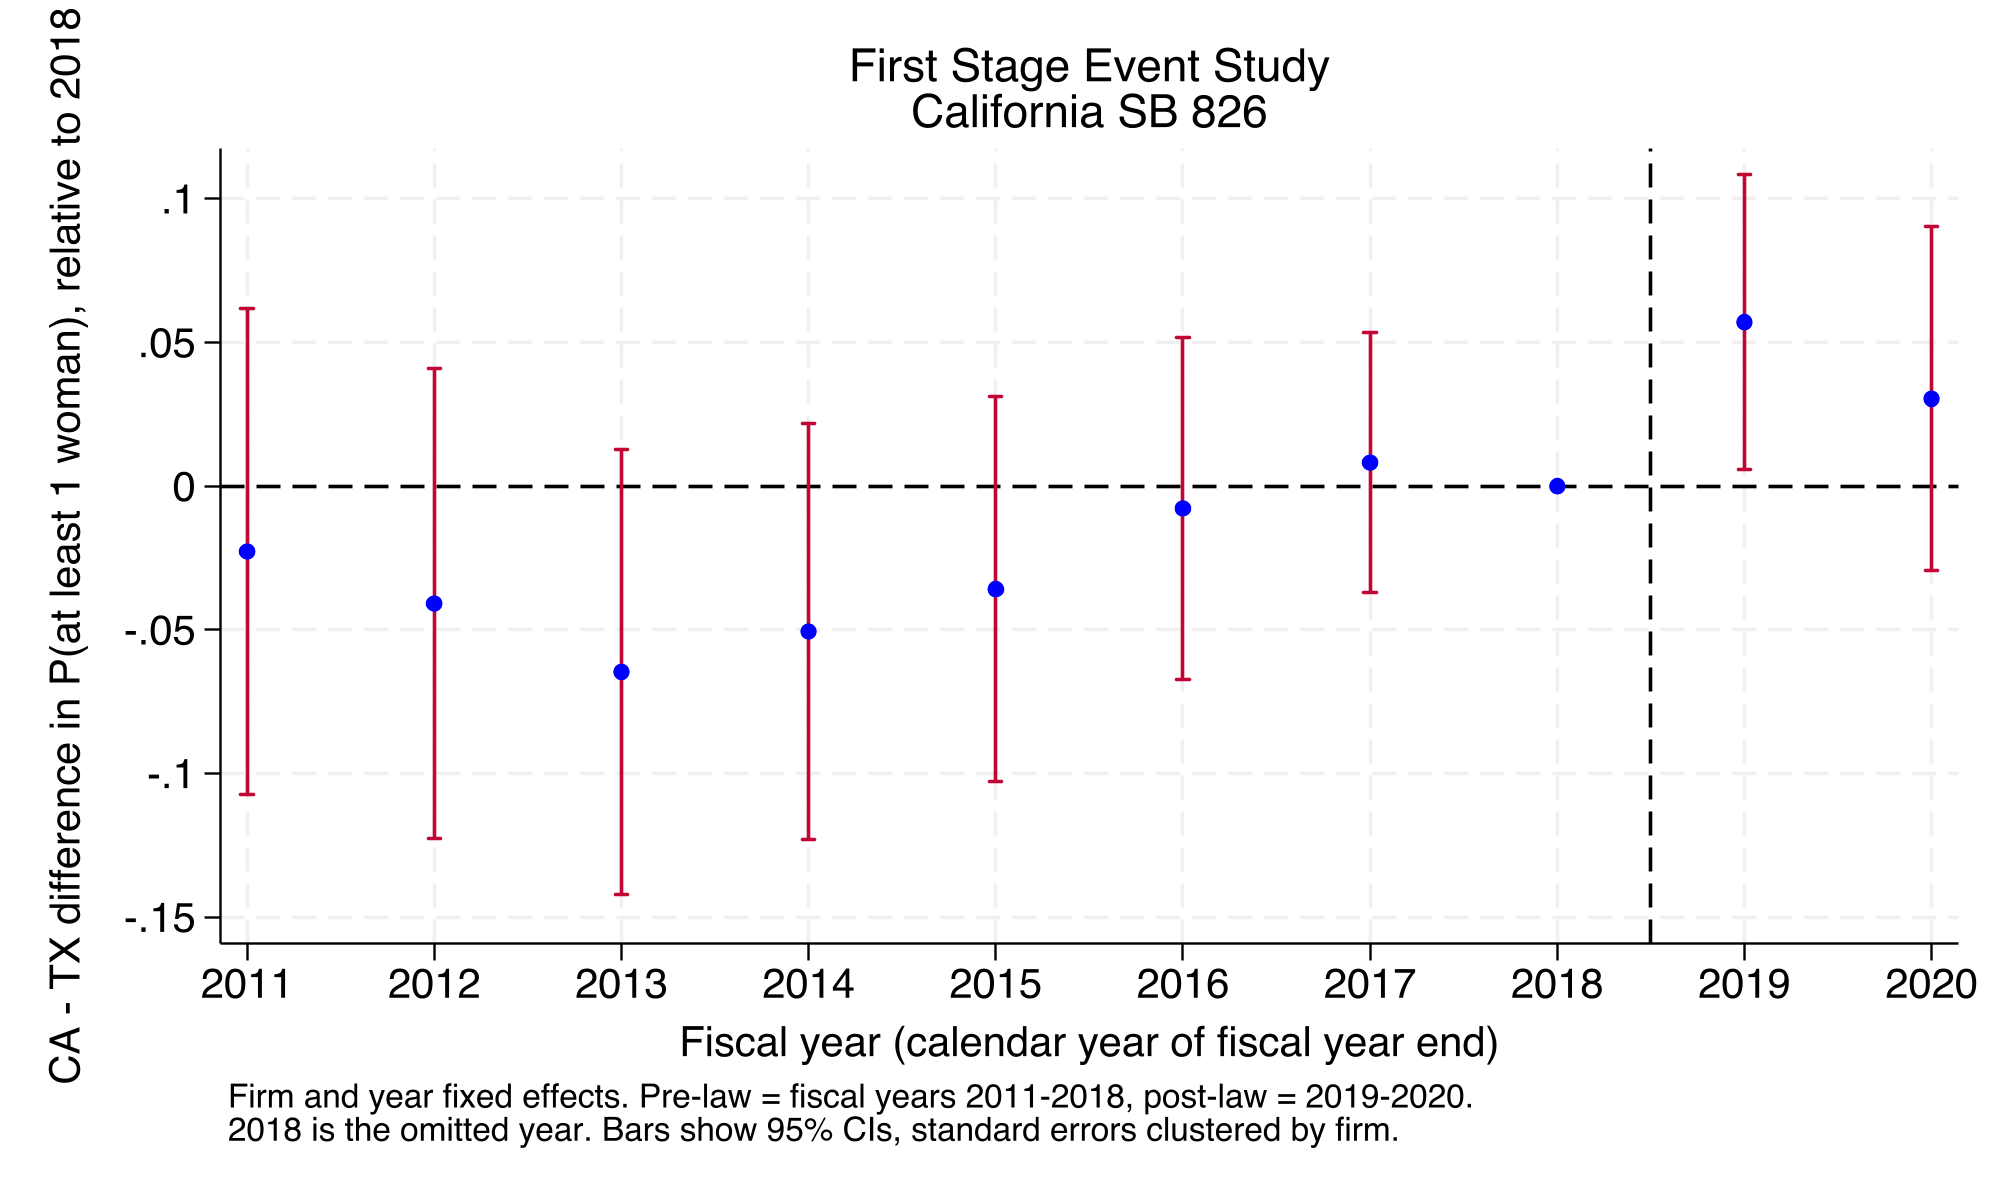 First Stage Event Study
California SB 826
CA - TX difference in P(at least 1 woman), relative to 2018
.1
.05
0
-.05
-.1
-.15
2011 2012 2013 2014 2015 2016 2017 2018 2019 2020
Fiscal year (calendar year of fiscal year end)
Firm and year fixed effects. Pre-law = fiscal years 2011-2018, post-law = 2019-2020.
2018 is the omitted year. Bars show 95% CIs, standard errors clustered by firm.